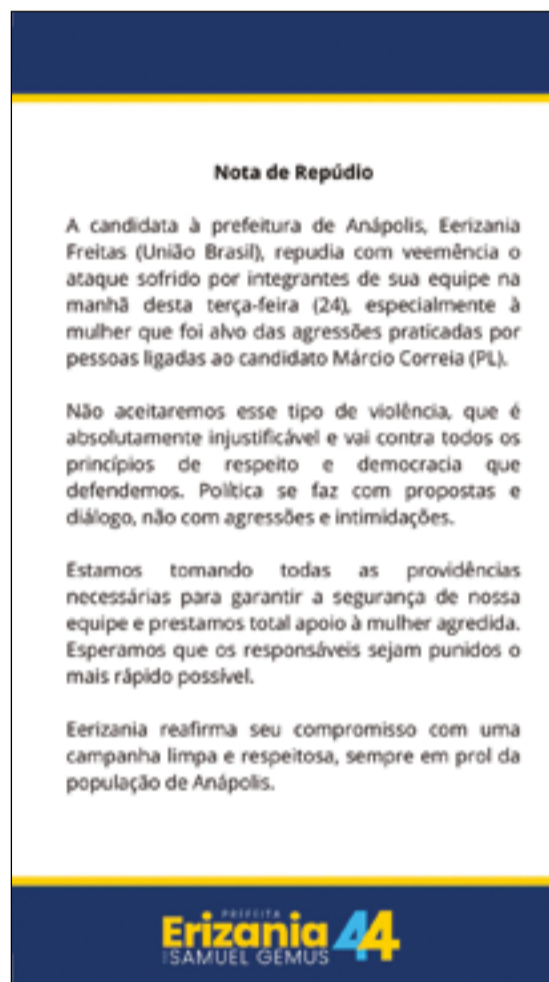 Nota de Repúdio
A candidata à prefeitura de Anápolis, Eerizania
Freitas (União Brasil), repudia com veemência o
ataque sofrido por integrantes de sua equipe na
manhã desta terça-feira (24), especialmente à
mulher que foi alvo das agressões praticadas por
pessoas ligadas ao candidato Márcio Correia (PL).
Não aceitaremos esse tipo de violência, que é
absolutamente injustificável e vai contra todos os
princípios de respeito e democracia que
defendemos. Política se faz com propostas e
diálogo, não com agressões e intimidações.
Estamos tomando todas as providências
necessárias para garantir a segurança de nossa
equipe e prestamos total apoio à mulher agredida.
Esperamos que os responsáveis sejam punidos o
mais rápido possível.
Eerizania reafirma seu compromisso com uma
campanha limpa e respeitosa, sempre em prol da
população de Anápolis.
PREFEITA
Erizania 44
SAMUEL GEMUS